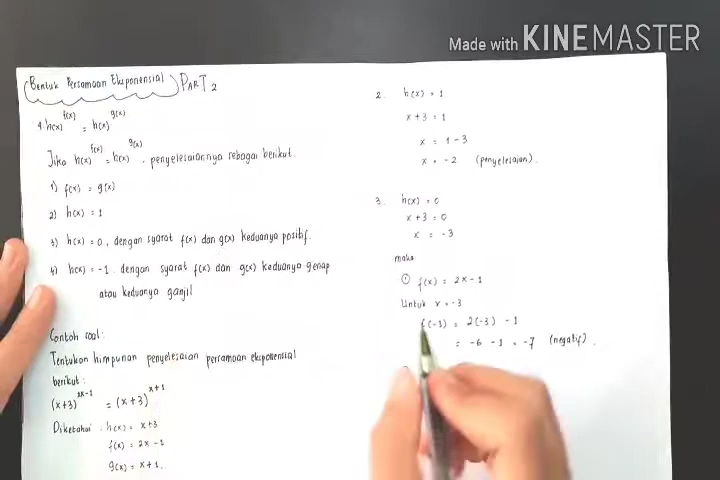 Made with KINEMASTER
Bentuk Persamaan Eksponensial PART 2
4. h(x)^f(x) = h(x)^g(x)
Jika h(x)^f(x) = h(x)^g(x), penyelesaiannya sebagai berikut.
1) f(x) = g(x)
2) h(x) = 1
3) h(x) = 0, dengan syarat f(x) dan g(x) keduanya positif.
4) h(x) = -1, dengan syarat f(x) dan g(x) keduanya genap
atau keduanya ganjil
Contoh soal:
Tentukan himpunan penyelesaian persamaan eksponensial
berikut:
(x+3)^2x-1 = (x+3)^x+1
Diketahui: h(x) = x+3
f(x) = 2x-1
g(x) = x+1.
2. h(x) = 1
x+3 = 1
x = 1-3
x = -2 (penyelesaian).
3. h(x) = 0
x+3 = 0
x = -3
maka
① f(x) = 2x-1
Untuk x = -3
f(-3) = 2(-3) - 1
= -6 -1 = -7 (negatif).